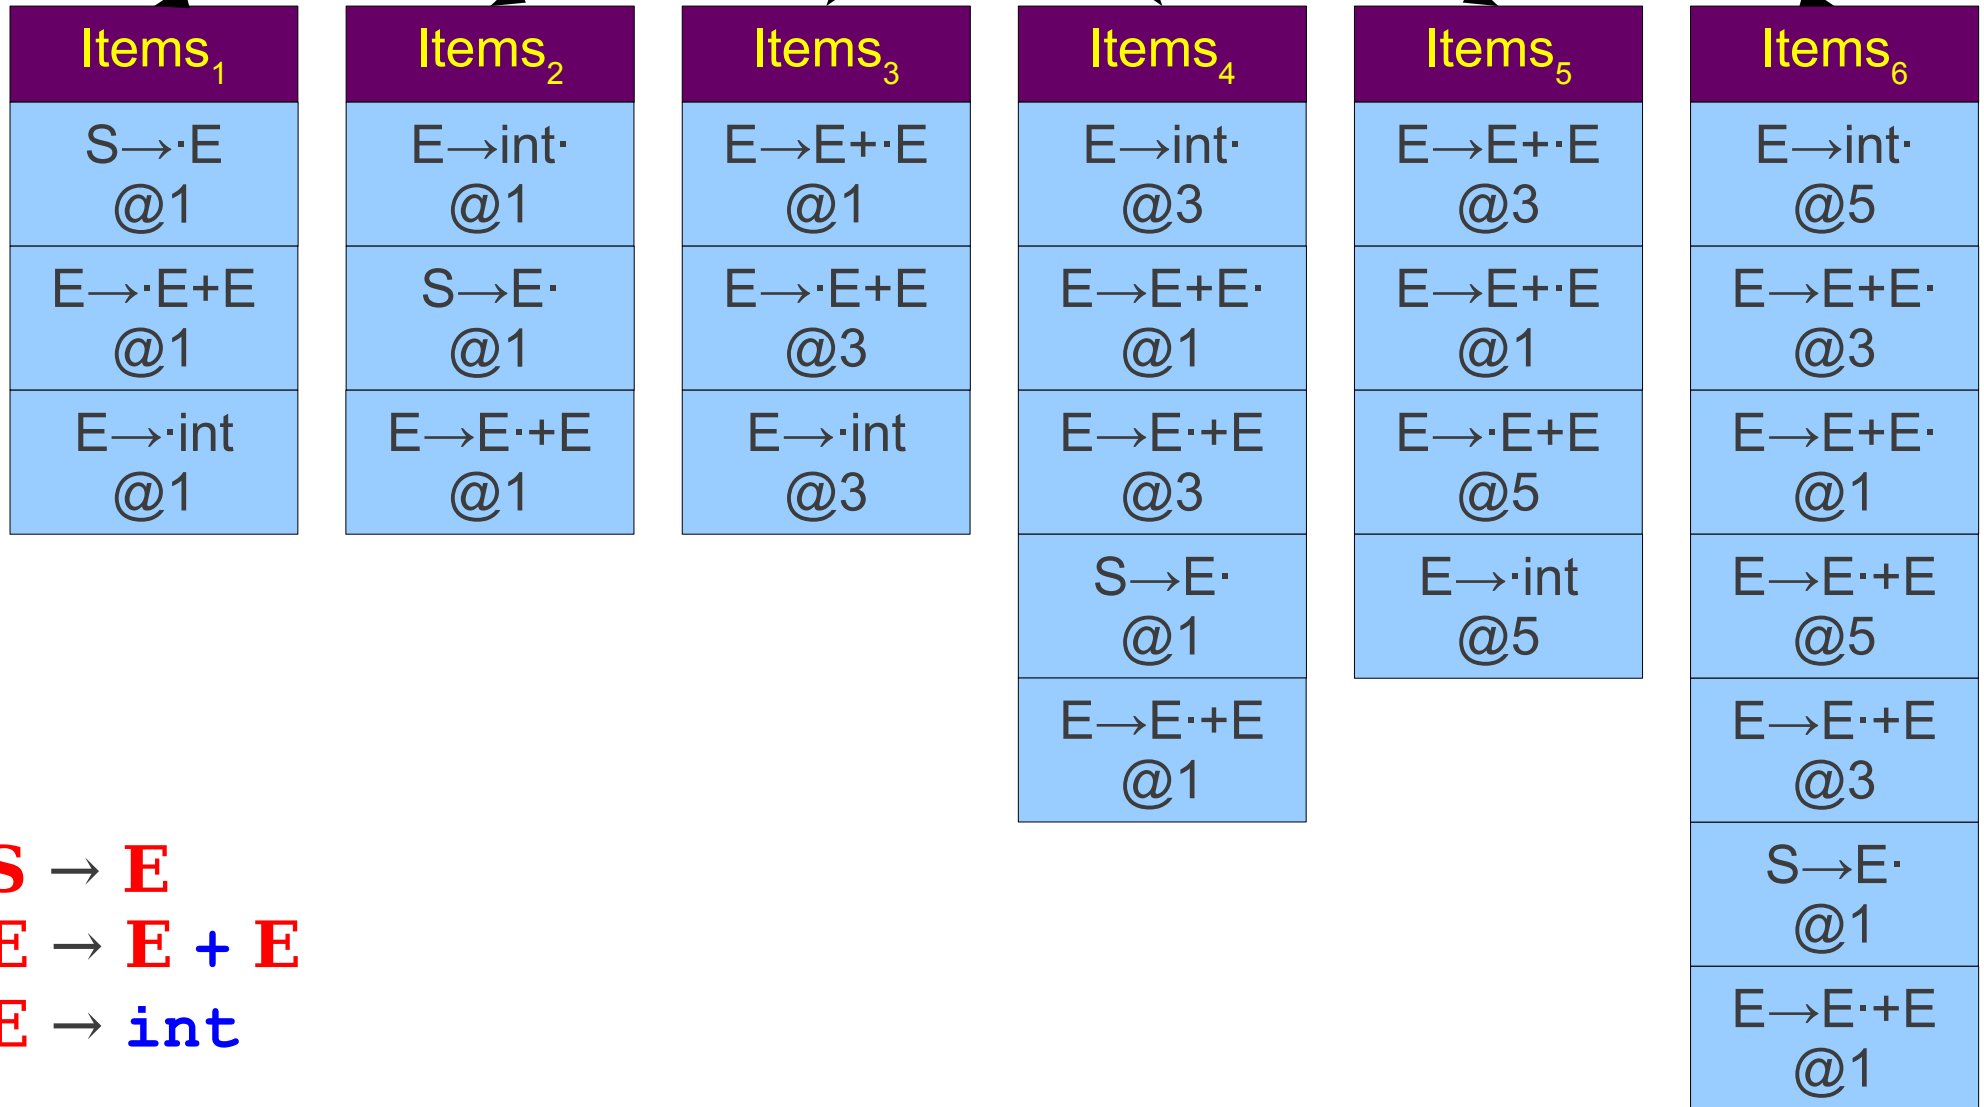 Items₁
S→·E
@1
E→·E+E
@1
E→·int
@1
Items₂
E→int·
@1
S→E·
@1
E→E·+E
@1
Items₃
E→E+·E
@1
E→·E+E
@3
E→·int
@3
Items₄
E→int·
@3
E→E+E·
@1
E→E·+E
@3
S→E·
@1
E→E·+E
@1
Items₅
E→E+·E
@3
E→E+·E
@1
E→·E+E
@5
E→·int
@5
Items₆
E→int·
@5
E→E+E·
@3
E→E+E·
@1
E→E·+E
@5
E→E·+E
@3
S→E·
@1
E→E·+E
@1
S → E
E → E + E
E → int